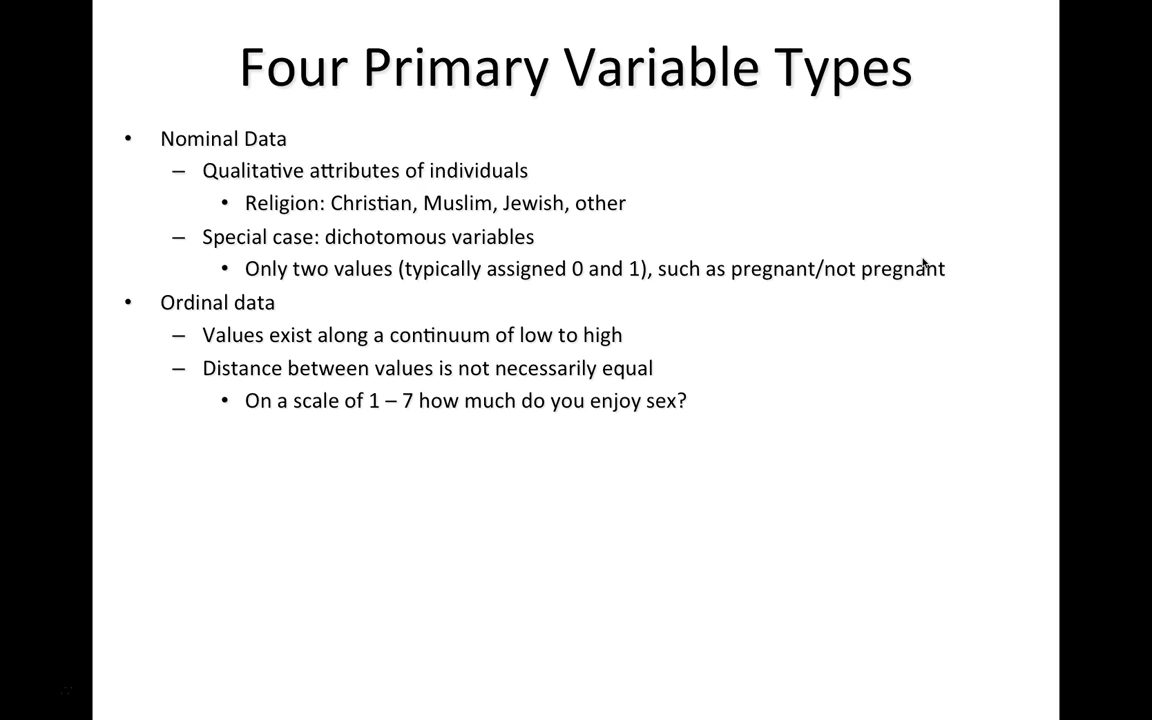 Four Primary Variable Types
• Nominal Data
– Qualitative attributes of individuals
• Religion: Christian, Muslim, Jewish, other
– Special case: dichotomous variables
• Only two values (typically assigned 0 and 1), such as pregnant/not pregnant
• Ordinal data
– Values exist along a continuum of low to high
– Distance between values is not necessarily equal
• On a scale of 1 – 7 how much do you enjoy sex?